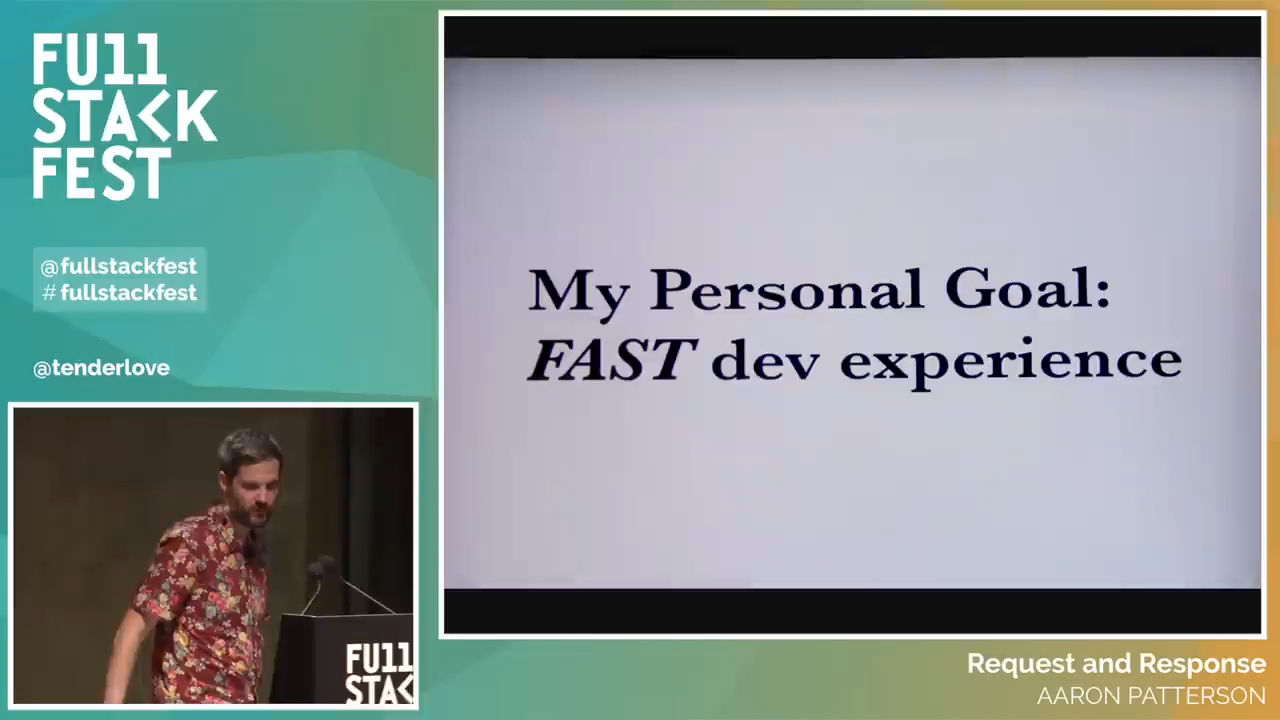 FU11
STACK
FEST
@fullstackfest
# fullstackfest
@tenderlove
My Personal Goal:
FAST dev experience
FU11
STACK
Request and Response
AARON PATTERSON